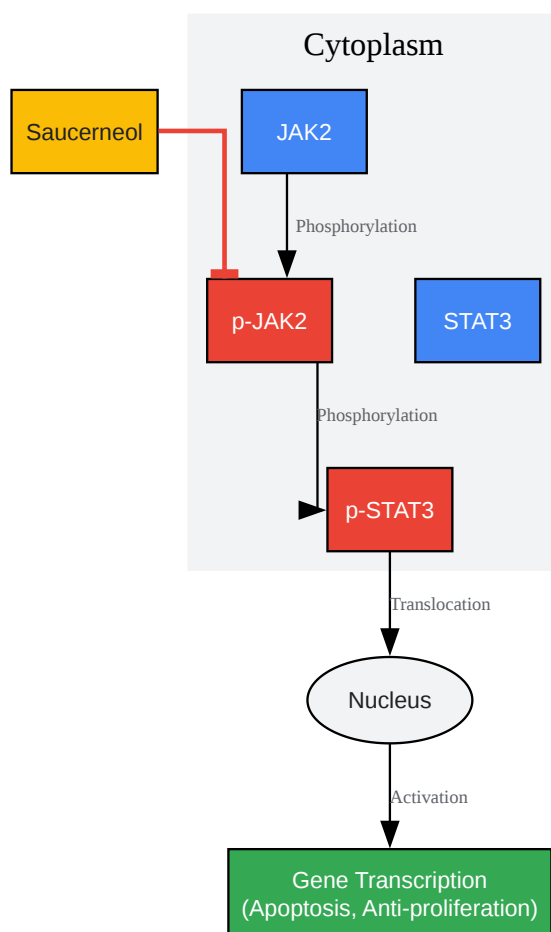 Cytoplasm
Saucerneol
JAK2
Phosphorylation
p-JAK2
STAT3
Phosphorylation
p-STAT3
Translocation
Nucleus
Activation
Gene Transcription
(Apoptosis, Anti-proliferation)